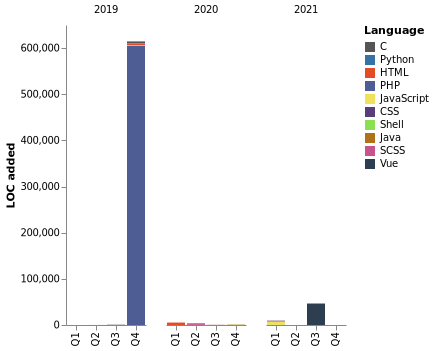 2019 2020 2021
LOC added
600,000
500,000
400,000
300,000
200,000
100,000
0
Q1 Q2 Q3 Q4 Q1 Q2 Q3 Q4 Q1 Q2 Q3 Q4
Language
C
Python
HTML
PHP
JavaScript
CSS
Shell
Java
SCSS
Vue